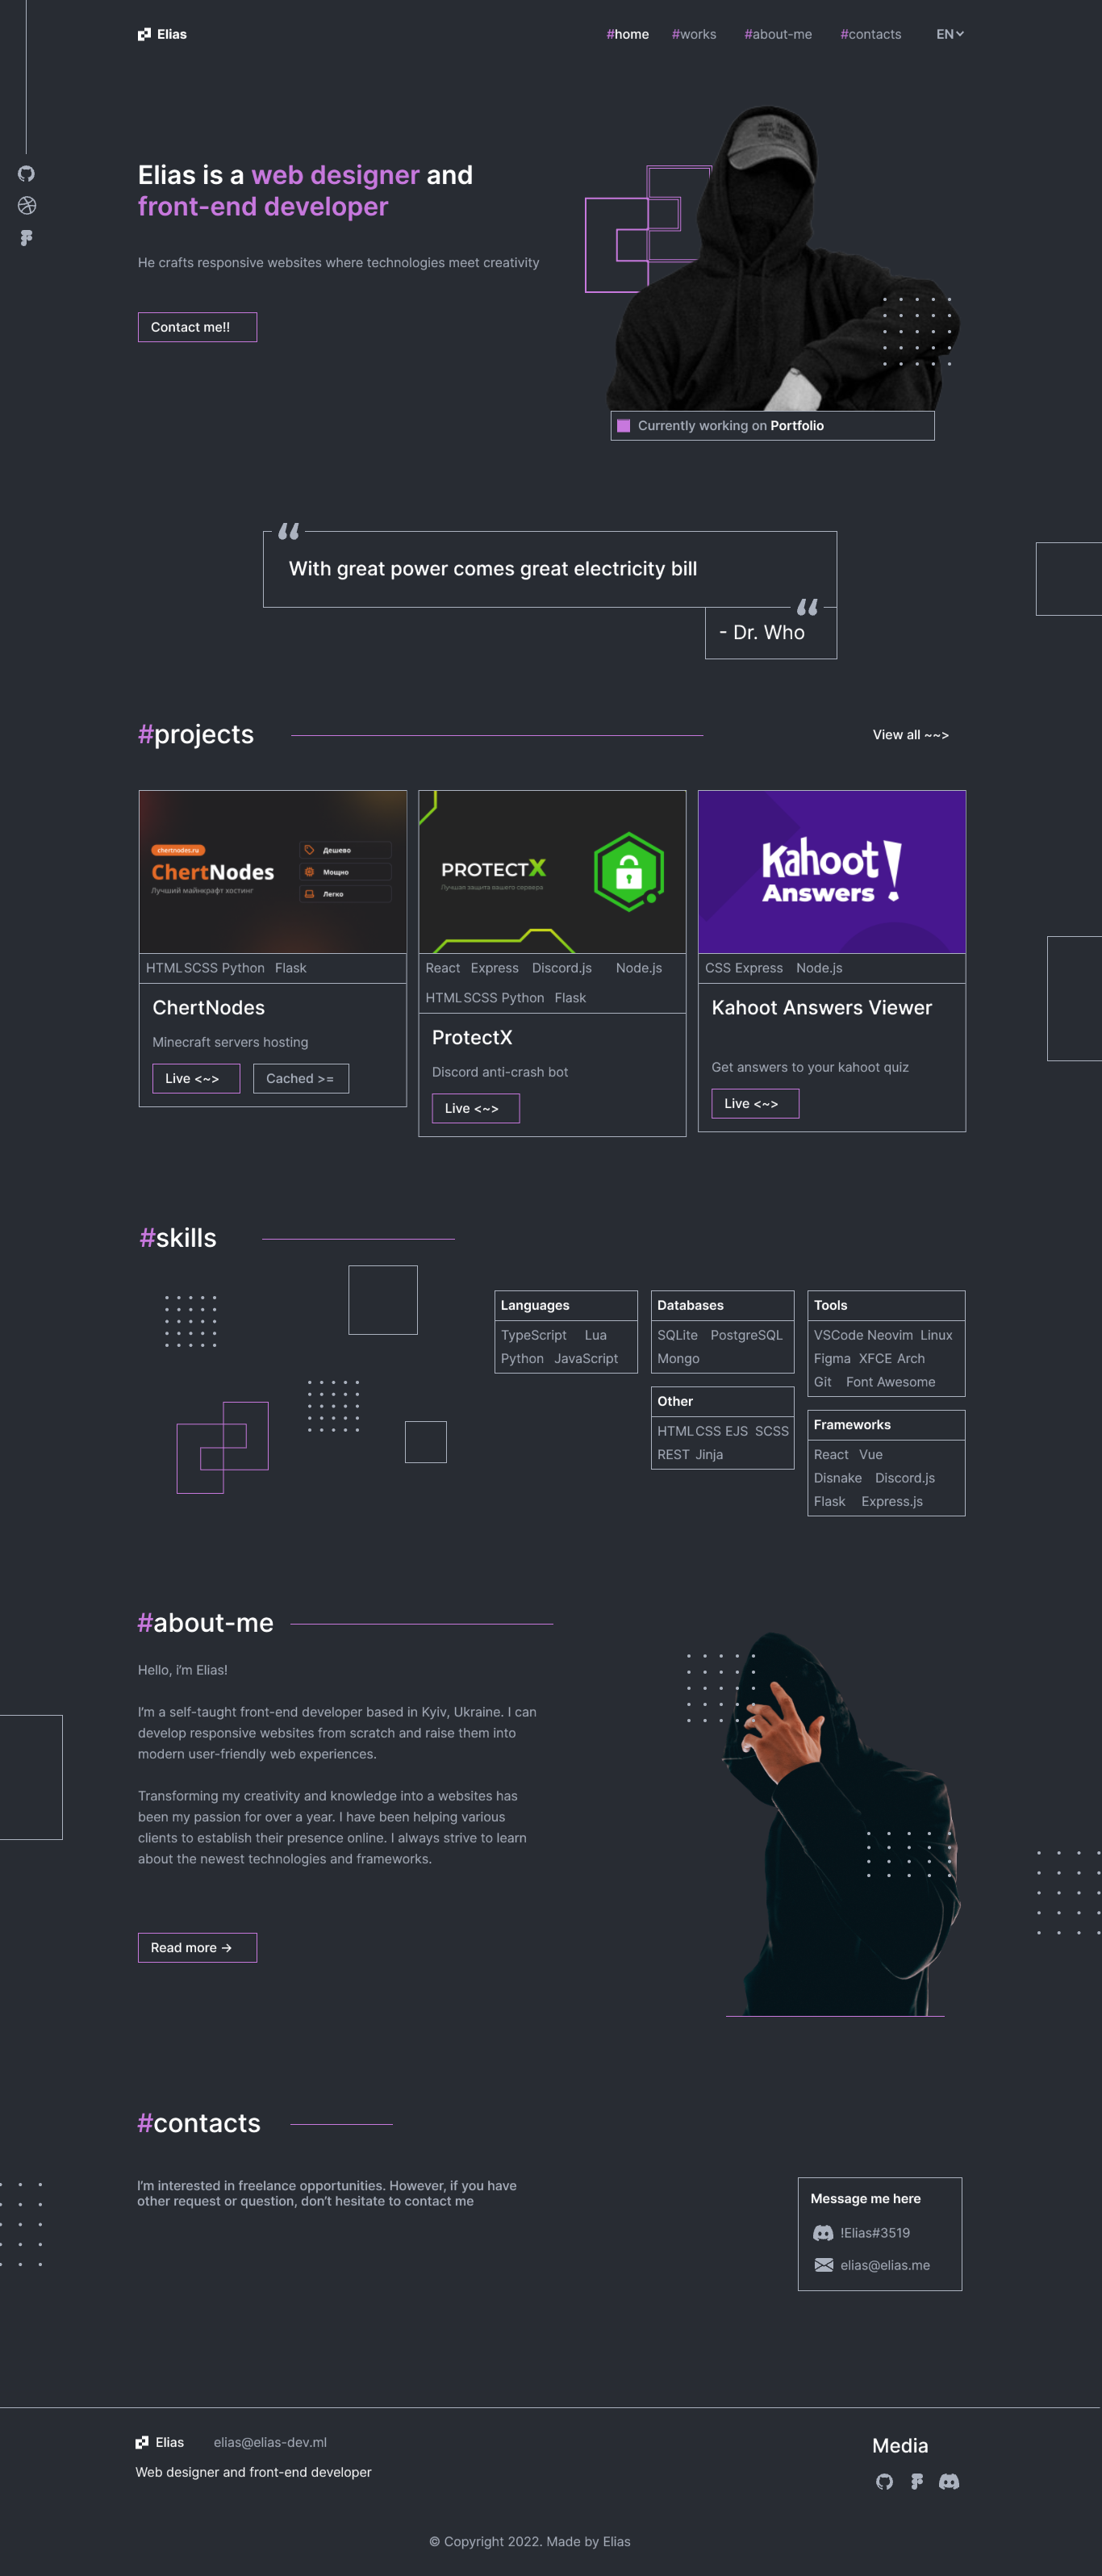 Elias
#home #works #about-me #contacts EN
Elias is a web designer and
front-end developer
He crafts responsive websites where technologies meet creativity
Contact me!!
Currently working on Portfolio
With great power comes great electricity bill
- Dr. Who
#projects
View all ~~>
chertnodes.ru
ChertNodes
Лучший майнкрафт хостинг
Дешево
Мощно
Легко
HTML SCSS Python Flask
ChertNodes
Minecraft servers hosting
Live <~> Cached >=
PROTECTX
Лучшая защита вашего сервера
React Express Discord.js Node.js
HTML SCSS Python Flask
ProtectX
Discord anti-crash bot
Live <~>
Kahoot!
Answers
CSS Express Node.js
Kahoot Answers Viewer
Get answers to your kahoot quiz
Live <~>
#skills
Languages
TypeScript Lua
Python JavaScript
Databases
SQLite PostgreSQL
Mongo
Other
HTML CSS EJS SCSS
REST Jinja
Tools
VSCode Neovim Linux
Figma XFCE Arch
Git Font Awesome
Frameworks
React Vue
Disnake Discord.js
Flask Express.js
#about-me
Hello, i'm Elias!
I'm a self-taught front-end developer based in Kyiv, Ukraine. I can
develop responsive websites from scratch and raise them into
modern user-friendly web experiences.
Transforming my creativity and knowledge into a websites has
been my passion for over a year. I have been helping various
clients to establish their presence online. I always strive to learn
about the newest technologies and frameworks.
Read more ->
#contacts
I'm interested in freelance opportunities. However, if you have
other request or question, don't hesitate to contact me
Message me here
!Elias#3519
elias@elias.me
Elias elias@elias-dev.ml
Web designer and front-end developer
Media
© Copyright 2022. Made by Elias